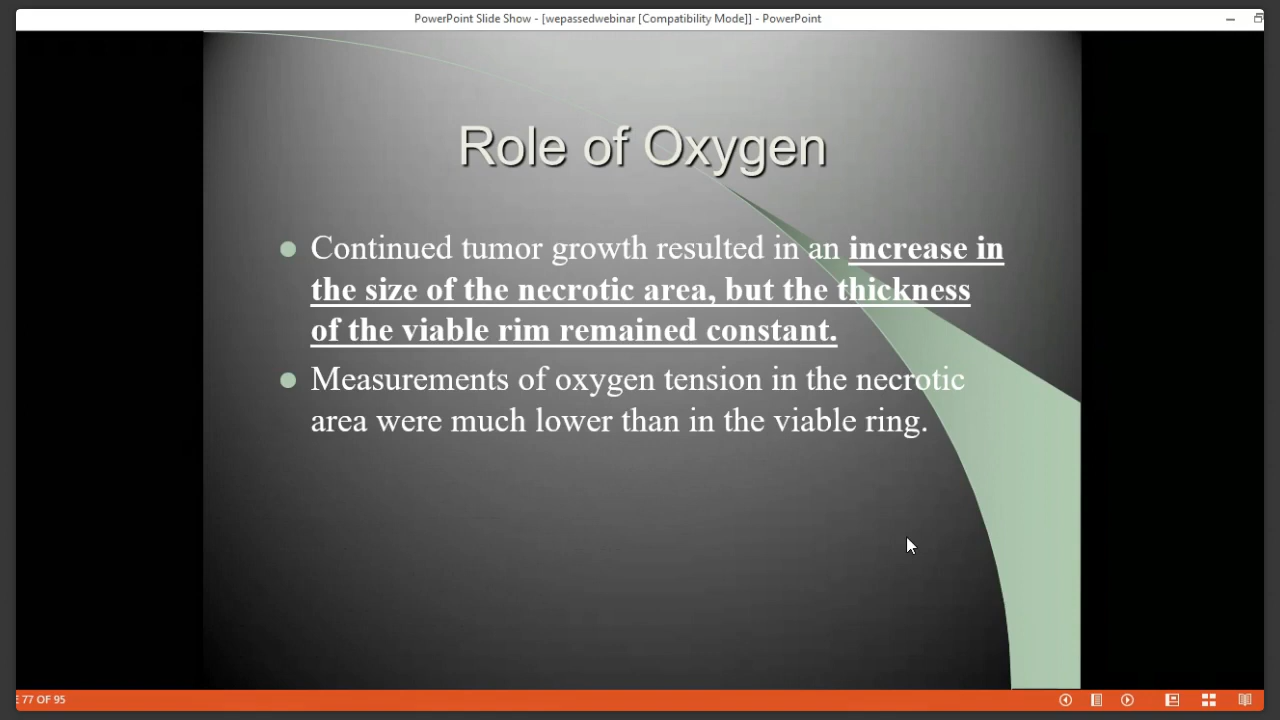 PowerPoint Slide Show - [wepassedwebinar [Compatibility Mode]] - PowerPoint
Role of Oxygen
Continued tumor growth resulted in an increase in
the size of the necrotic area, but the thickness
of the viable rim remained constant.
Measurements of oxygen tension in the necrotic
area were much lower than in the viable ring.
E 77 OF 95